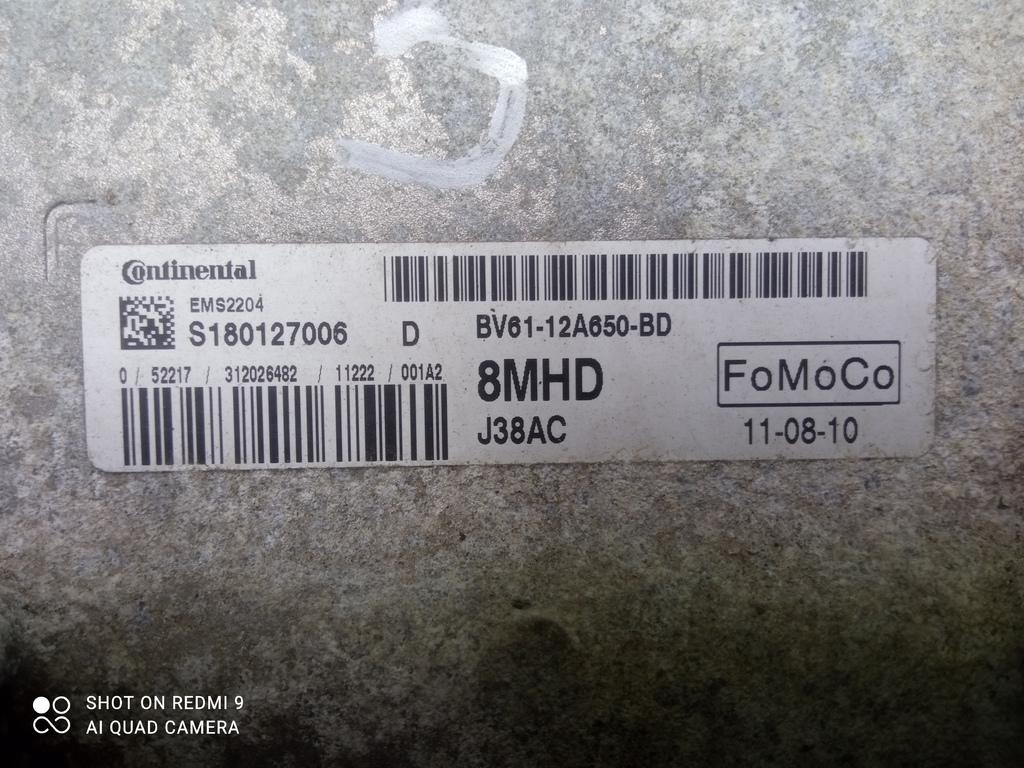 Continental
EMS2204
S180127006 D
BV61-12A650-BD
0 / 52217 / 312026482 / 11222 / 001A2
8MHD
J38AC
FoMoCo
11-08-10
SHOT ON REDMI 9
AI QUAD CAMERA